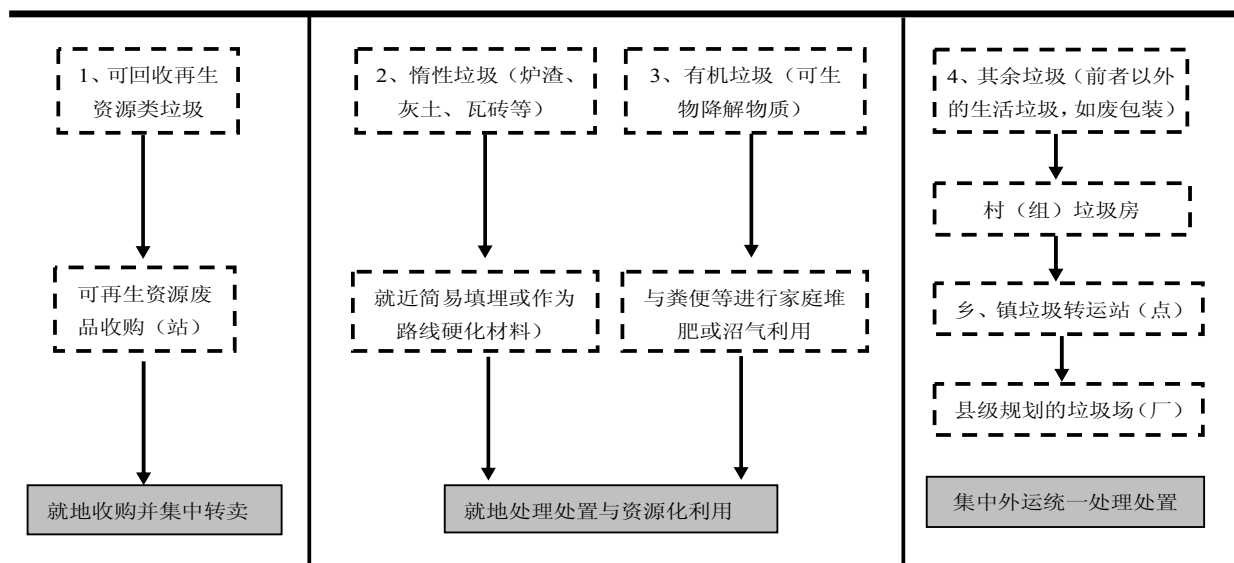 1、可回收再生
资源类垃圾
可再生资源废
品收购（站）
就地收购并集中转卖
2、惰性垃圾（炉渣、
灰土、瓦砖等）
就近简易填埋或作为
路线硬化材料）
3、有机垃圾（可生
物降解物质）
与粪便等进行家庭堆
肥或沼气利用
就地处理处置与资源化利用
4、其余垃圾（前者以外
的生活垃圾，如废包装）
村（组）垃圾房
乡、镇垃圾转运站（点）
县级规划的垃圾场（厂）
集中外运统一处理处置